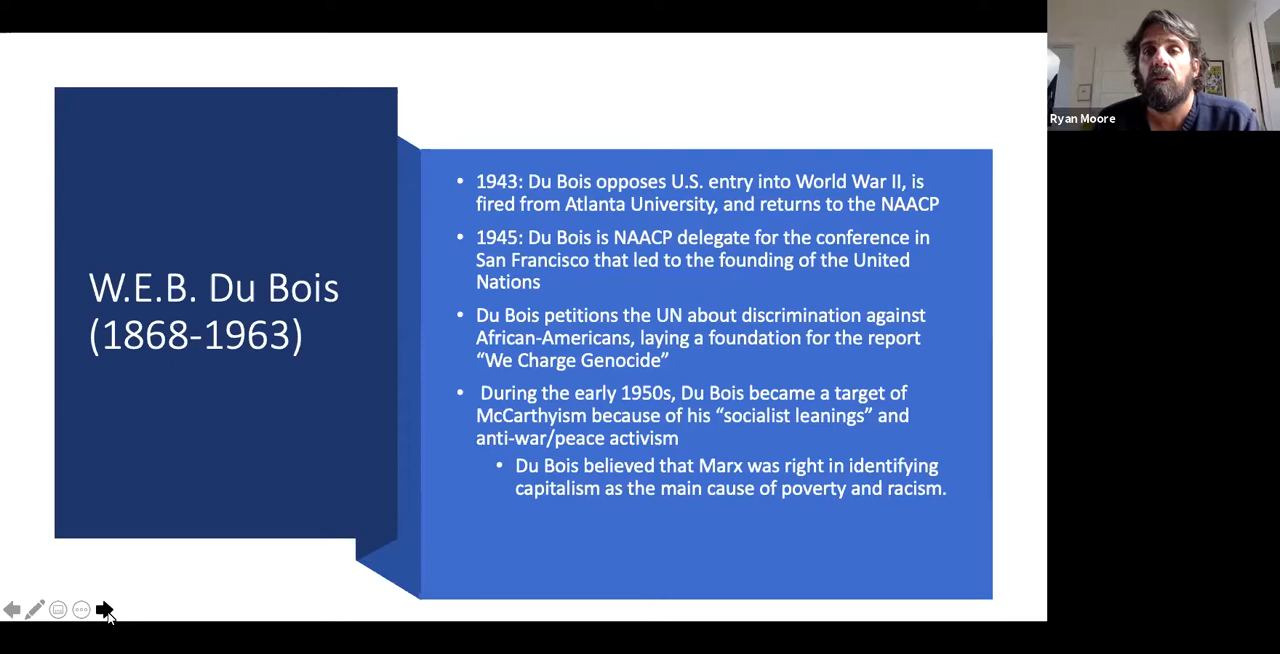 W.E.B. Du Bois
(1868-1963)
• 1943: Du Bois opposes U.S. entry into World War II, is
fired from Atlanta University, and returns to the NAACP
• 1945: Du Bois is NAACP delegate for the conference in
San Francisco that led to the founding of the United
Nations
• Du Bois petitions the UN about discrimination against
African-Americans, laying a foundation for the report
“We Charge Genocide”
• During the early 1950s, Du Bois became a target of
McCarthyism because of his “socialist leanings” and
anti-war/peace activism
• Du Bois believed that Marx was right in identifying
capitalism as the main cause of poverty and racism.
Ryan Moore